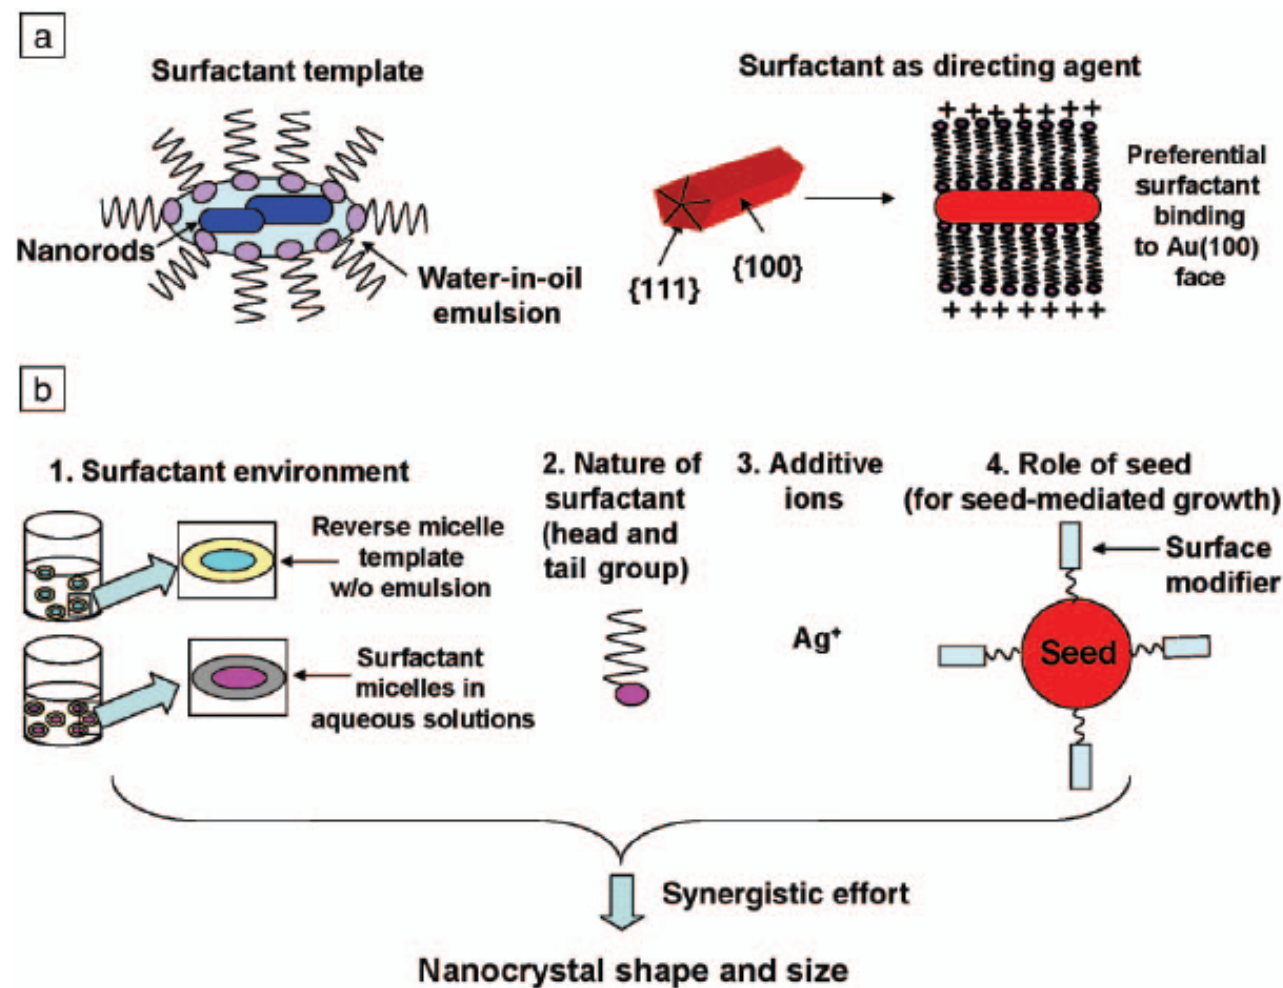 a
Surfactant template
Nanorods
Water-in-oil
emulsion
Surfactant as directing agent
{111}
{100}
+ + + + + + + +
+ + + + + + + +
Preferential
surfactant
binding
to Au(100)
face
b
1. Surfactant environment
Reverse micelle
template
w/o emulsion
Surfactant
micelles in
aqueous solutions
2. Nature of
surfactant
(head and
tail group)
3. Additive
ions
Ag⁺
4. Role of seed
(for seed-mediated growth)
Surface
modifier
Seed
Synergistic effort
Nanocrystal shape and size